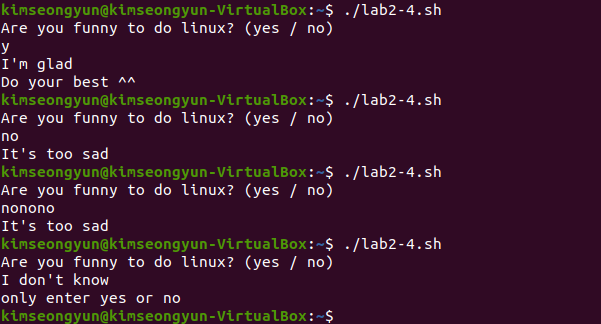 kimseongyun@kimseongyun-VirtualBox:~$ ./lab2-4.sh
Are you funny to do linux? (yes / no)
y
I'm glad
Do your best ^^
kimseongyun@kimseongyun-VirtualBox:~$ ./lab2-4.sh
Are you funny to do linux? (yes / no)
no
It's too sad
kimseongyun@kimseongyun-VirtualBox:~$ ./lab2-4.sh
Are you funny to do linux? (yes / no)
nonono
It's too sad
kimseongyun@kimseongyun-VirtualBox:~$ ./lab2-4.sh
Are you funny to do linux? (yes / no)
I don't know
only enter yes or no
kimseongyun@kimseongyun-VirtualBox:~$